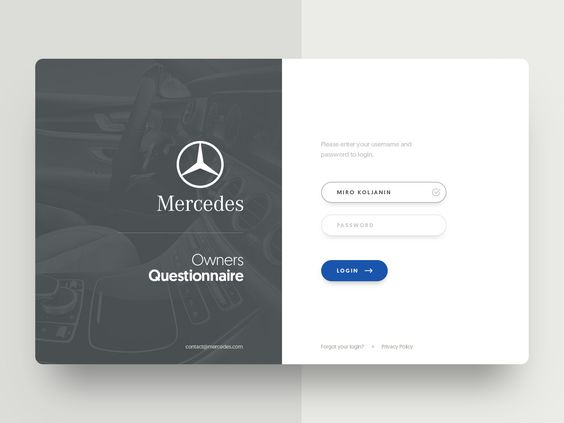 Mercedes
Owners
Questionnaire
contact@mercedes.com
Please enter your username and
password to login.
MIRO KOLJANIN
PASSWORD
LOGIN
Forgot your login? • Privacy Policy